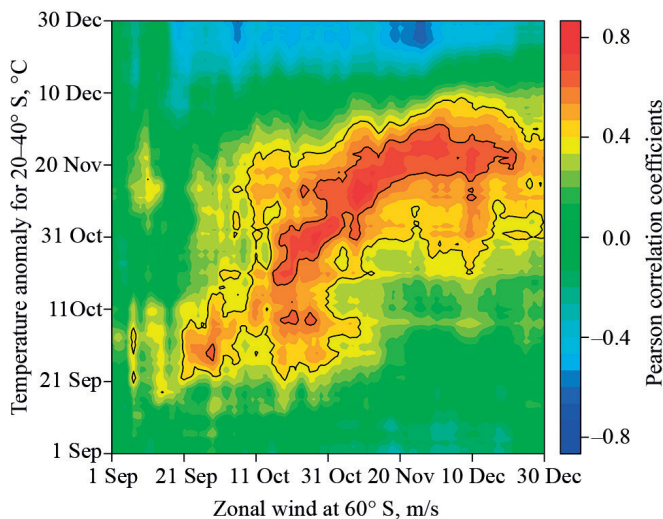 Temperature anomaly for 20–40° S, °C
30 Dec
10 Dec
20 Nov
31 Oct
11Oct
21 Sep
1 Sep
1 Sep 21 Sep 11 Oct 31 Oct 20 Nov 10 Dec 30 Dec
Zonal wind at 60° S, m/s
0.8
0.4
0.0
–0.4
–0.8
Pearson correlation coefficients